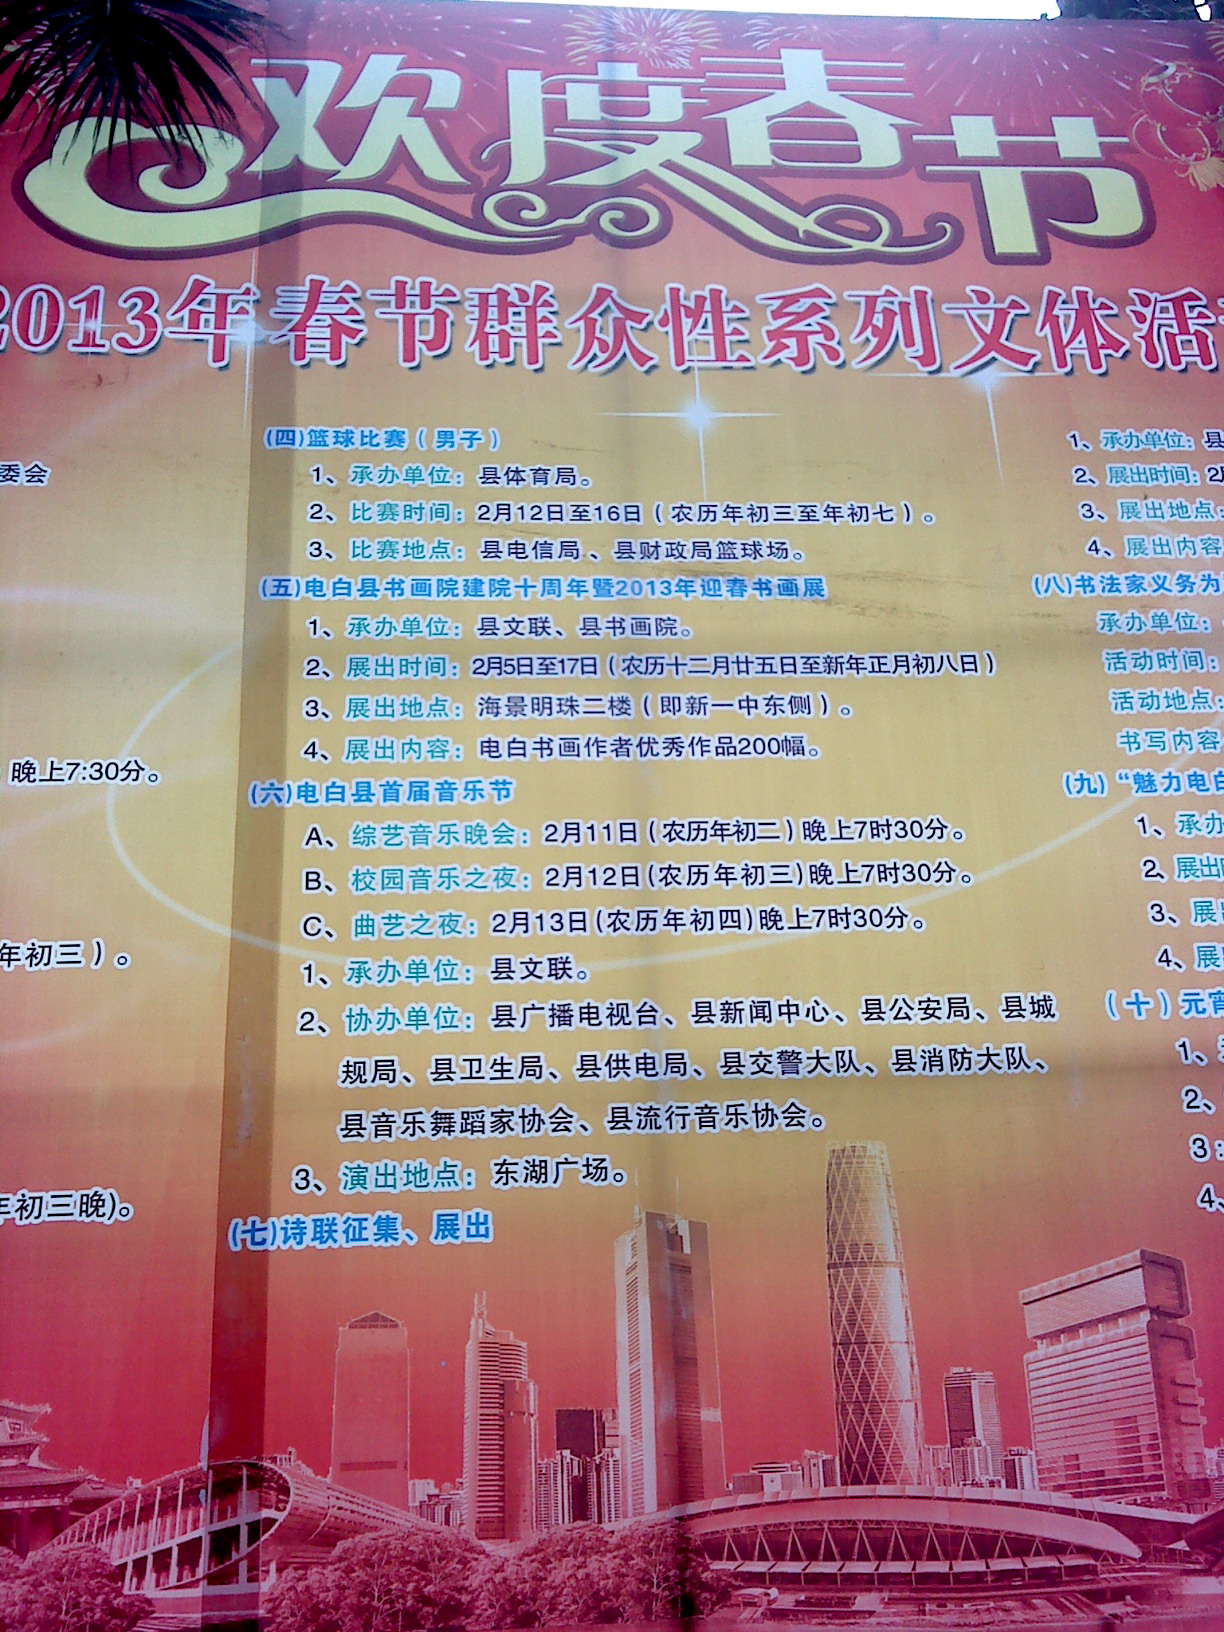 欢度春节
2013年春节群众性系列文体活
委会
晚上7:30分。
年初三）。
年初三晚)。
(四)篮球比赛（男子）
1、承办单位：县体育局。
2、比赛时间：2月12日至16日（农历年初三至年初七）。
3、比赛地点：县电信局、县财政局篮球场。
(五)电白县书画院建院十周年暨2013年迎春书画展
1、承办单位：县文联、县书画院。
2、展出时间：2月5日至17日（农历十二月廿五日至新年正月初八日）
3、展出地点：海景明珠二楼（即新一中东侧）。
4、展出内容：电白书画作者优秀作品200幅。
(六)电白县首届音乐节
A、综艺音乐晚会：2月11日（农历年初二）晚上7时30分。
B、校园音乐之夜：2月12日(农历年初三)晚上7时30分。
C、曲艺之夜：2月13日(农历年初四)晚上7时30分。
1、承办单位：县文联。
2、协办单位：县广播电视台、县新闻中心、县公安局、县城
规局、县卫生局、县供电局、县交警大队、县消防大队、
县音乐舞蹈家协会、县流行音乐协会。
3、演出地点：东湖广场。
(七)诗联征集、展出
1、承办单位：县
2、展出时间：2月
3、展出地点：
4、展出内容
(八)书法家义务为
承办单位：
活动时间：
活动地点：
书写内容
(九)“魅力电白
1、承办
2、展出时
3、展
4、展
（十）元宵
1、
2、
3：
4、